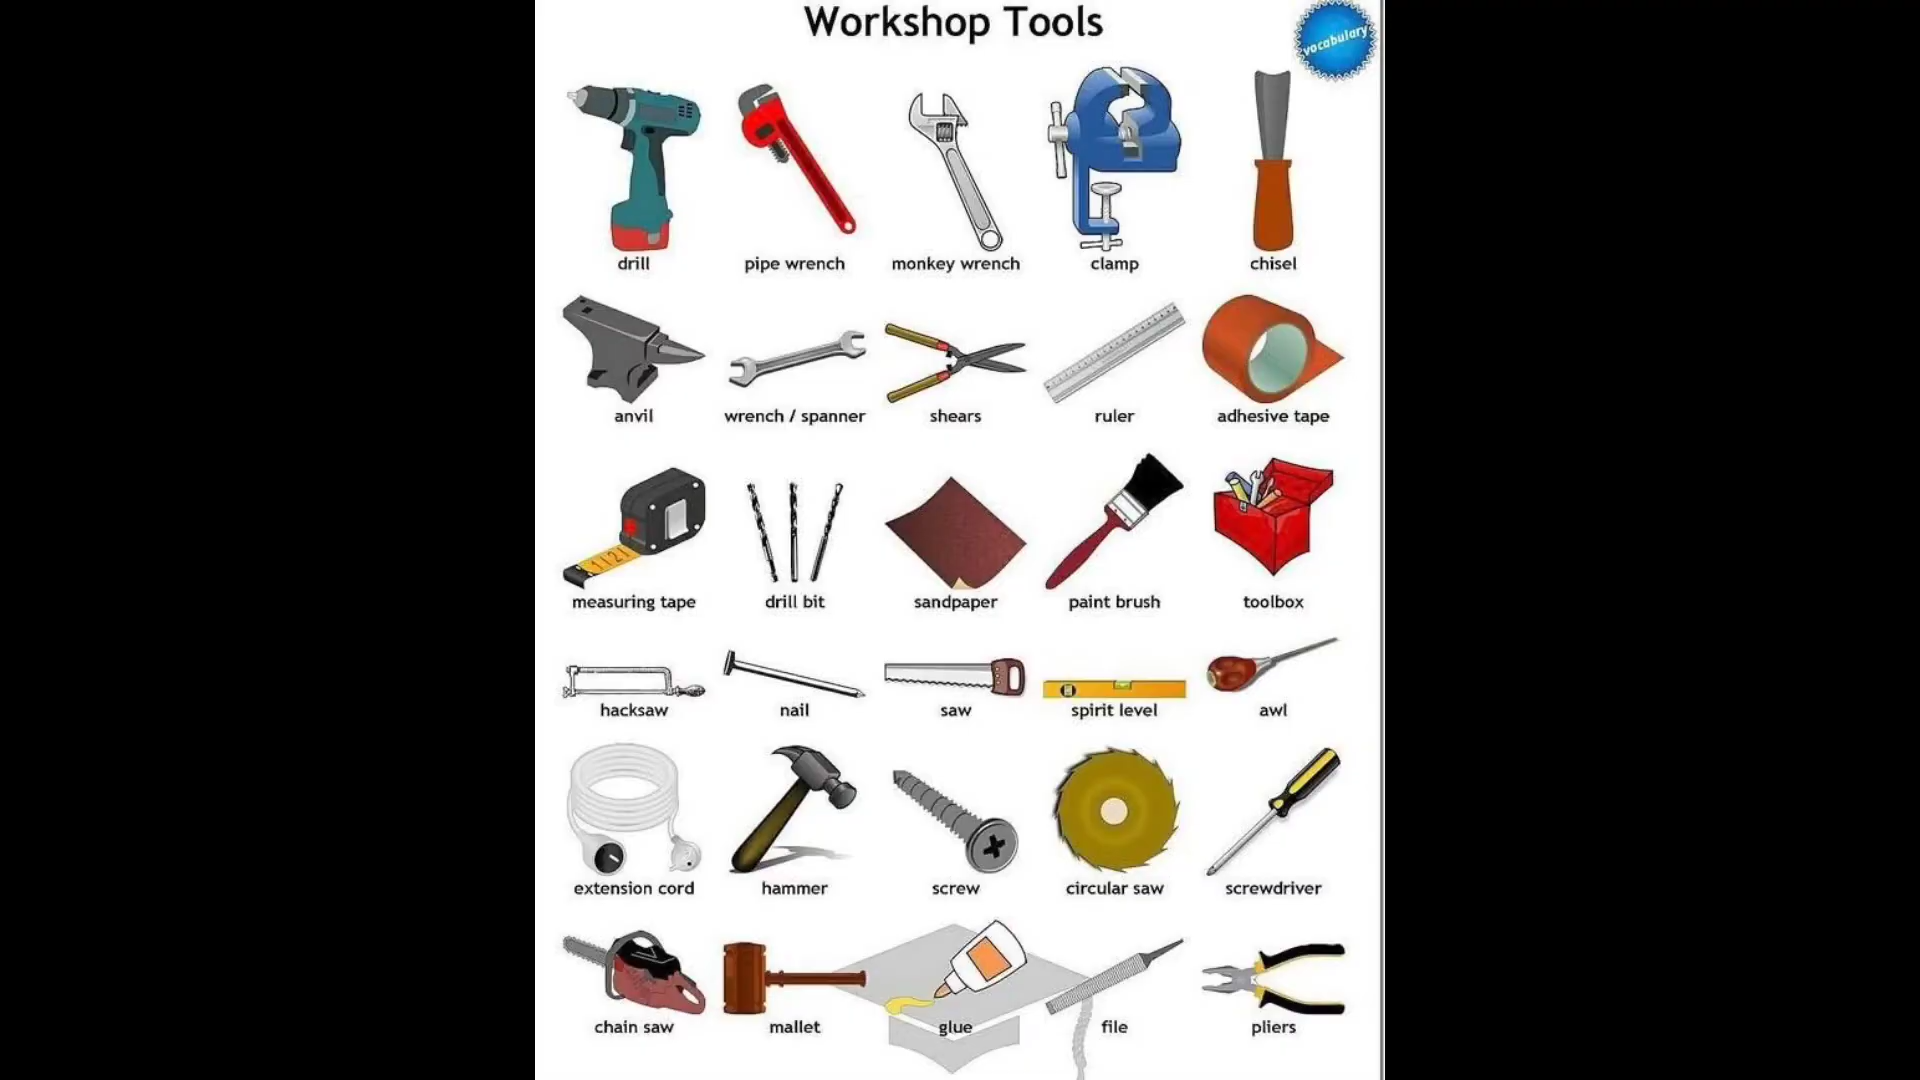 Workshop Tools
vocabulary
drill
pipe wrench
monkey wrench
clamp
chisel
anvil
wrench / spanner
shears
ruler
adhesive tape
measuring tape
drill bit
sandpaper
paint brush
toolbox
hacksaw
nail
saw
spirit level
awl
extension cord
hammer
screw
circular saw
screwdriver
chain saw
mallet
glue
file
pliers